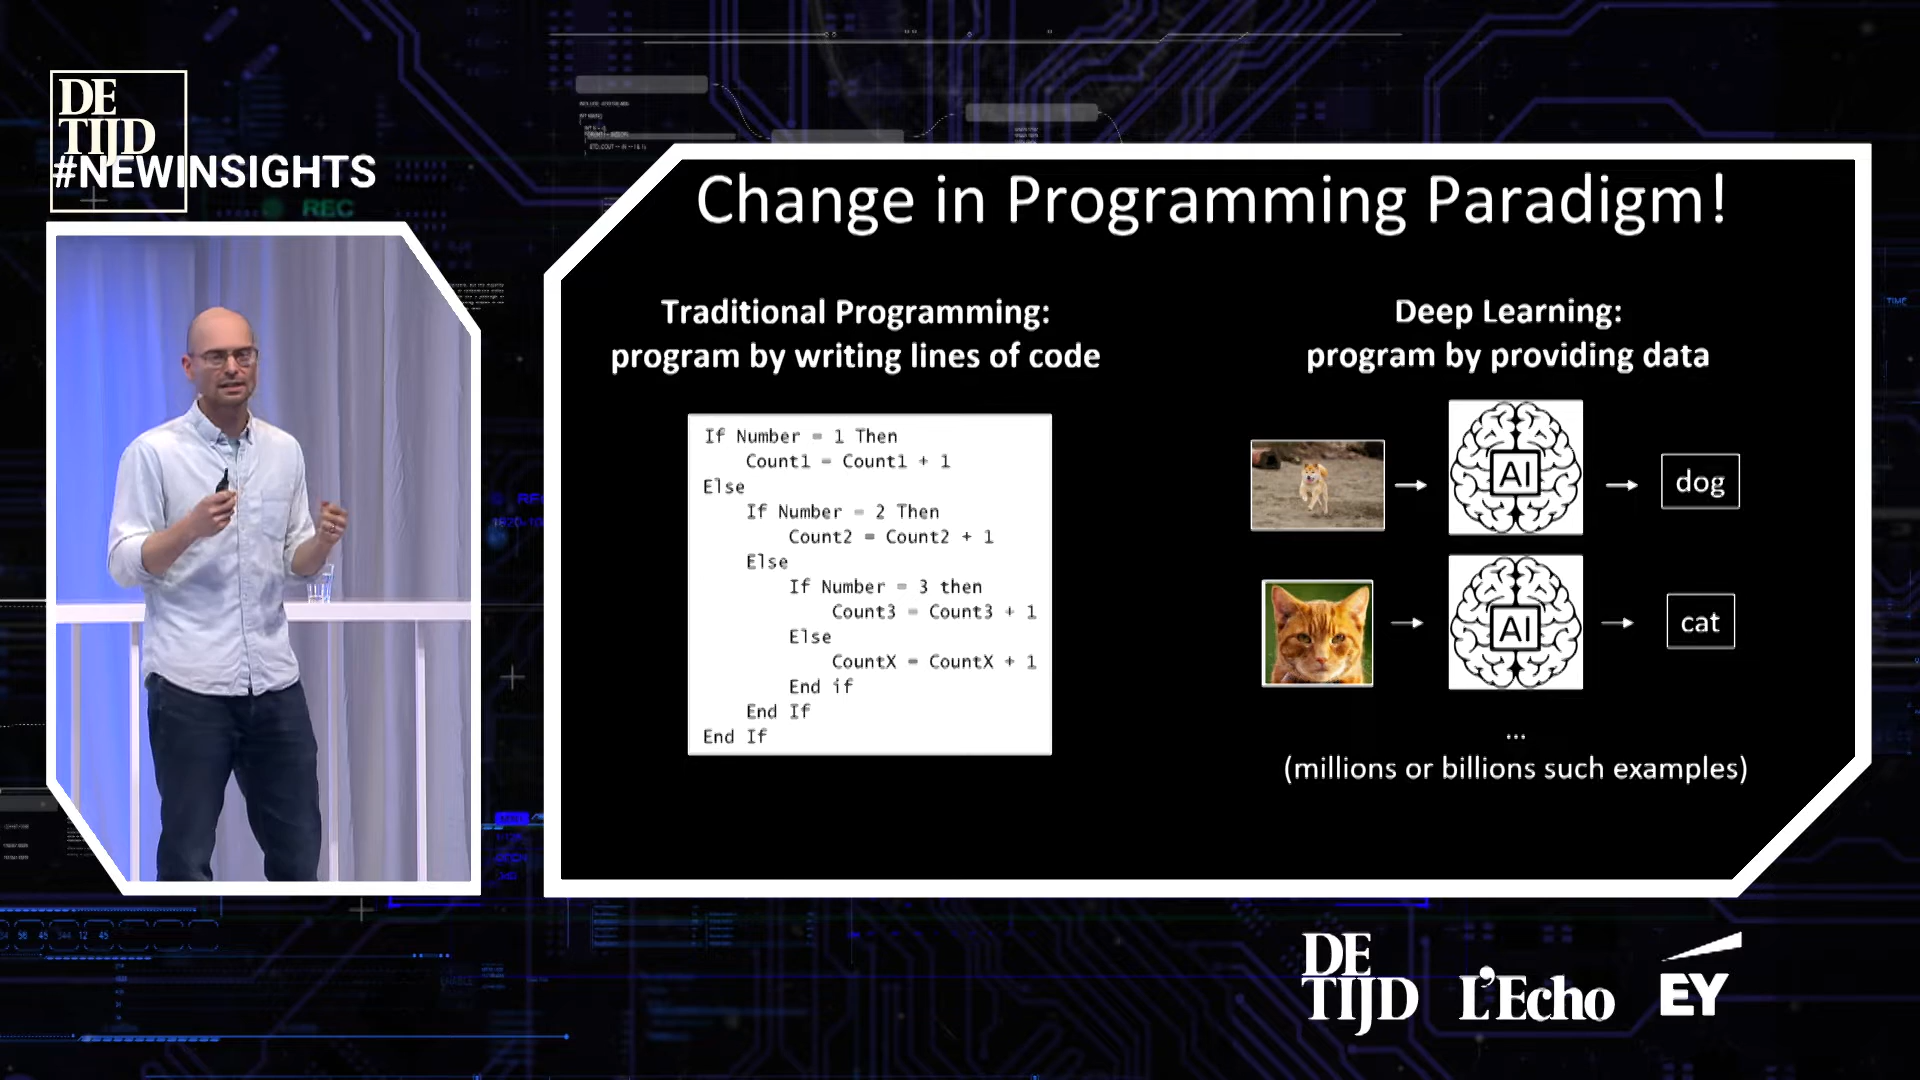 DE
TIJD
#NEWINSIGHTS
REC
Change in Programming Paradigm!
Traditional Programming:
program by writing lines of code
If Number = 1 Then
Count1 = Count1 + 1
Else
If Number = 2 Then
Count2 = Count2 + 1
Else
If Number = 3 then
Count3 = Count3 + 1
Else
CountX = CountX + 1
End if
End If
End If
Deep Learning:
program by providing data
AI
dog
AI
cat
...
(millions or billions such examples)
TIME
DE
TIJD
L'Echo
EY